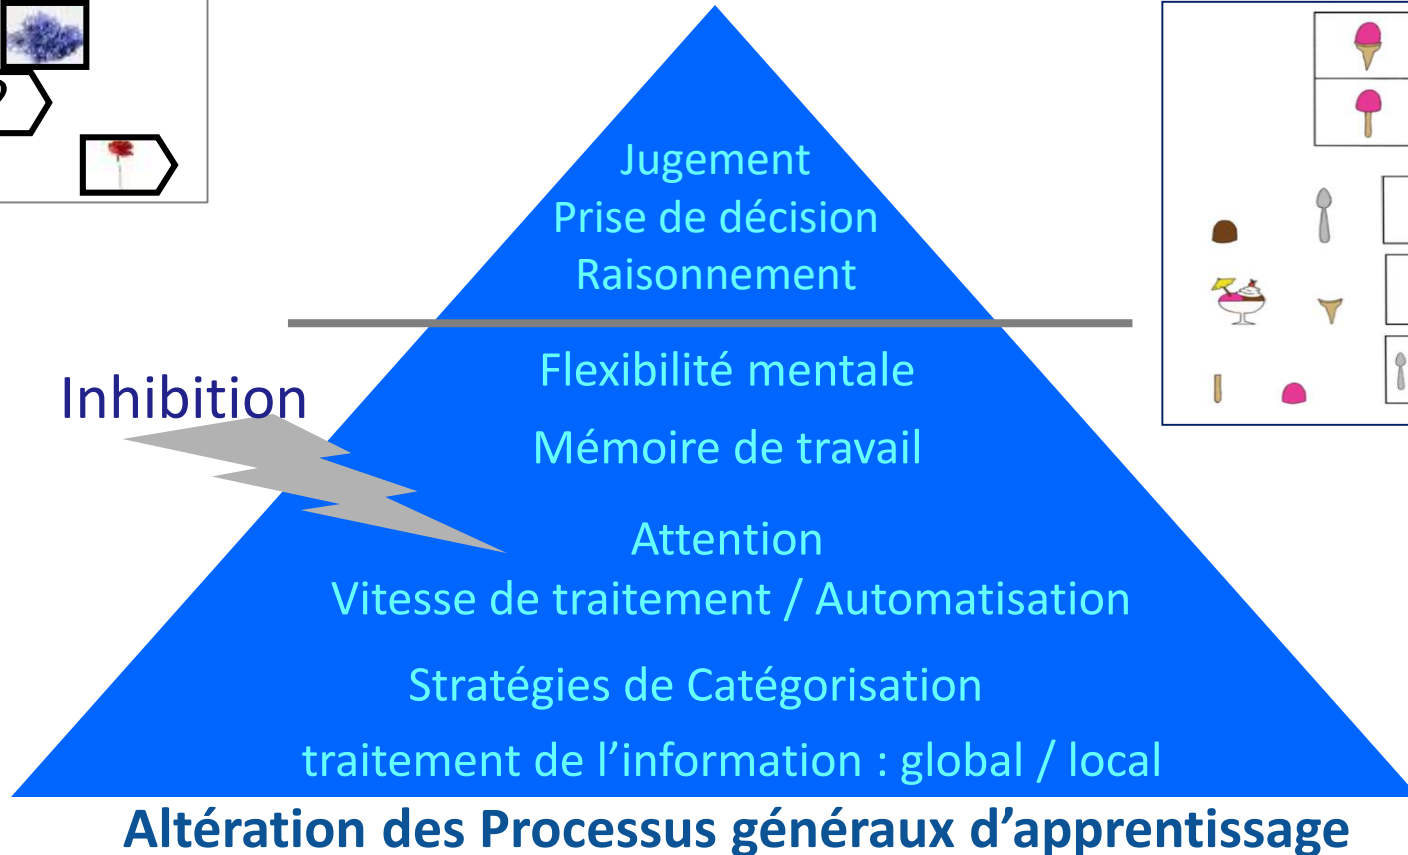 ?
Jugement
Prise de décision
Raisonnement
Flexibilité mentale
Inhibition
Mémoire de travail
Attention
Vitesse de traitement / Automatisation
Stratégies de Catégorisation
traitement de l’information : global / local
Altération des Processus généraux d’apprentissage